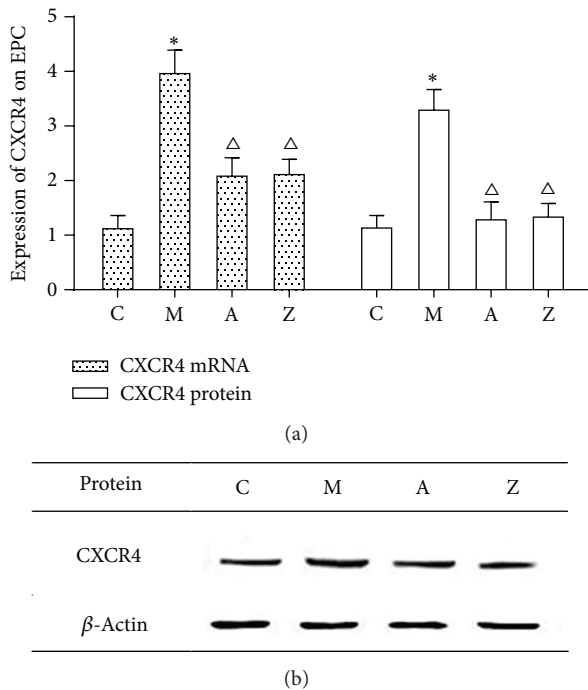 Expression of CXCR4 on EPC
5
4
3
2
1
0
*
△
△
*
△
△
C M A Z C M A Z
CXCR4 mRNA
CXCR4 protein
(a)
Protein C M A Z
CXCR4
β-Actin
(b)